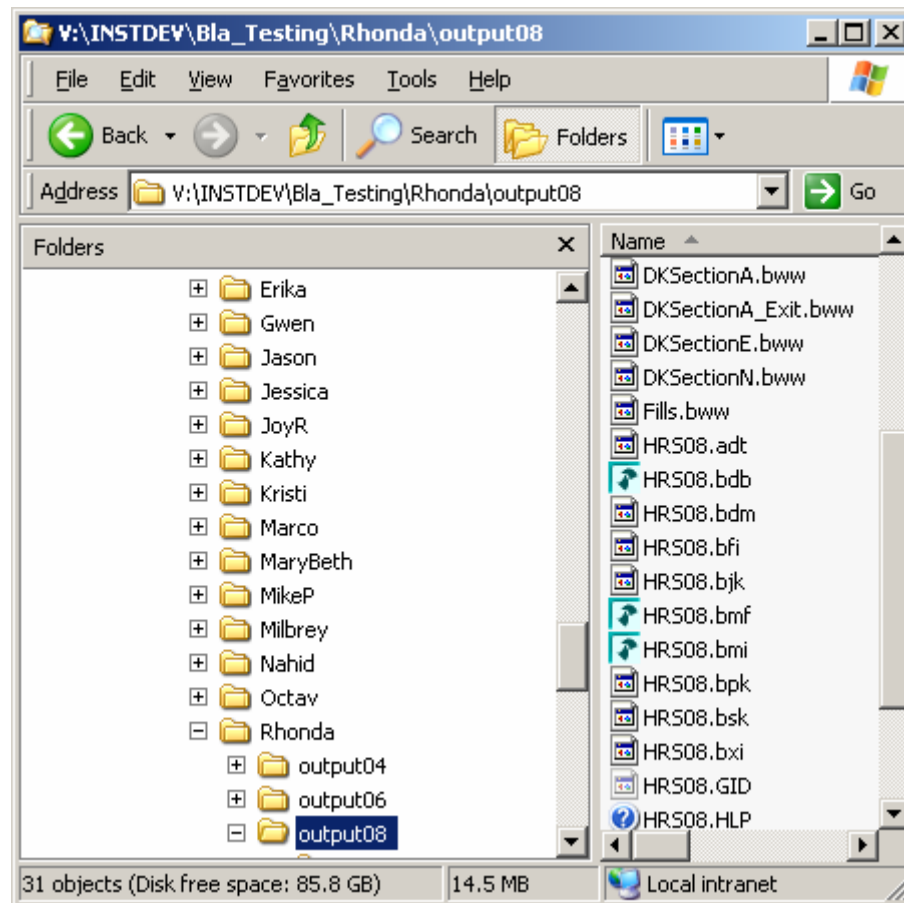 V:\INSTDEV\Bla_Testing\Rhonda\output08
File Edit View Favorites Tools Help
Back Search Folders
Address V:\INSTDEV\Bla_Testing\Rhonda\output08 Go
Folders
Erika
Gwen
Jason
Jessica
JoyR
Kathy
Kristi
Marco
MaryBeth
MikeP
Milbrey
Nahid
Octav
Rhonda
output04
output06
output08
Name
DKSectionA.bww
DKSectionA_Exit.bww
DKSectionE.bww
DKSectionN.bww
Fills.bww
HRS08.adt
HRS08.bdb
HRS08.bdm
HRS08.bfi
HRS08.bjk
HRS08.bmf
HRS08.bmi
HRS08.bpk
HRS08.bsk
HRS08.bxi
HRS08.GID
HRS08.HLP
31 objects (Disk free space: 85.8 GB) 14.5 MB Local intranet